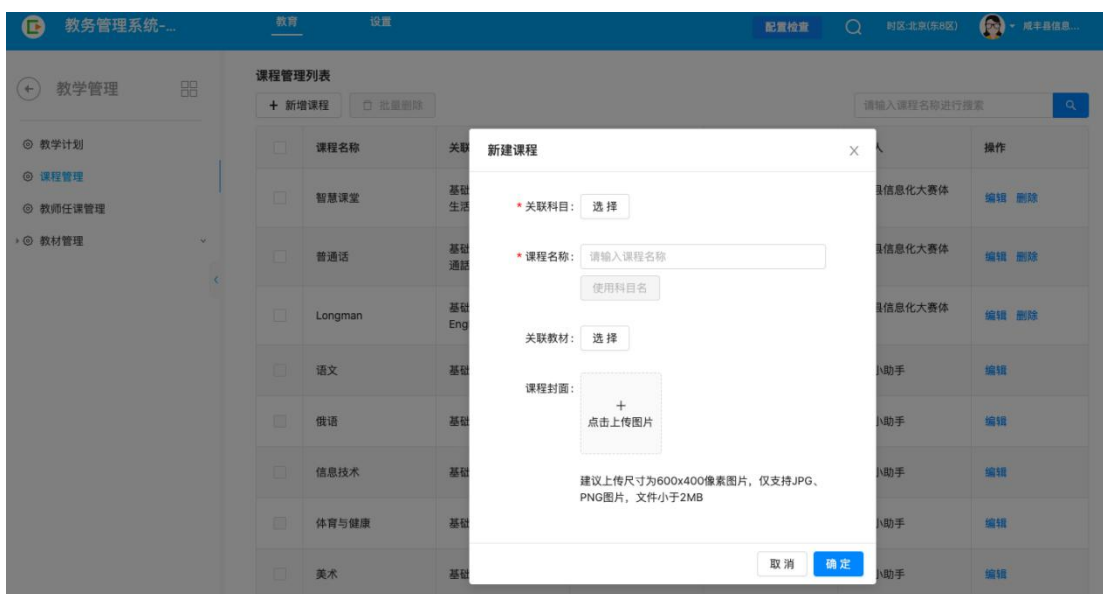 教务管理系统-...
教育
设置
配置检查
时区:北京(东8区)
咸丰县信息...
教学管理
课程管理列表
+ 新增课程
批量删除
请输入课程名称进行搜索
教学计划
课程管理
教师任课管理
教材管理
课程名称
关联
人
操作
智慧课堂
基础
生活
县信息化大赛体
编辑 删除
普通话
基础
通話
县信息化大赛体
编辑 删除
Longman
基础
Eng
县信息化大赛体
编辑 删除
语文
基础
小助手
编辑
俄语
基础
小助手
编辑
信息技术
基础
小助手
编辑
体育与健康
基础
小助手
编辑
美术
基础
小助手
编辑
新建课程
* 关联科目: 选 择
* 课程名称: 请输入课程名称
使用科目名
关联教材: 选 择
课程封面:
+
点击上传图片
建议上传尺寸为600x400像素图片，仅支持JPG、
PNG图片，文件小于2MB
取 消
确 定